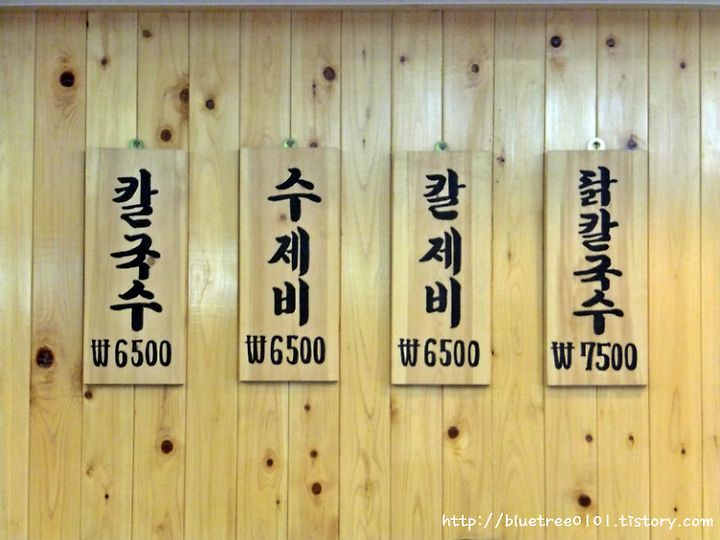 칼국수
₩6500
수제비
₩6500
칼제비
₩6500
닭칼국수
₩7500
http://bluetree0101.tistory.com